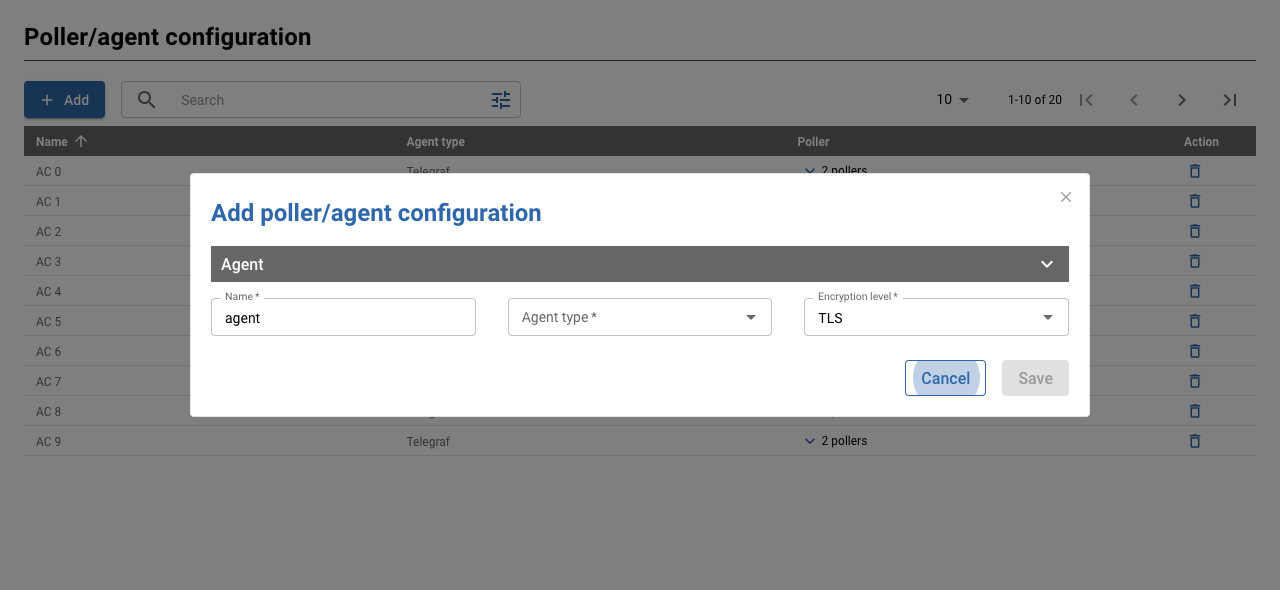 Poller/agent configuration
Add
Search
10
1-10 of 20
Name Agent type Poller Action
AC 0 Telegraf 2 pollers
AC 1
Add poller/agent configuration
AC 2
AC 3
Agent
AC 4
Name *
Encryption level *
agent
Agent type *
TLS
AC 5
AC 6
AC 7
Cancel
Save
AC 8
AC 9 Telegraf 2 pollers